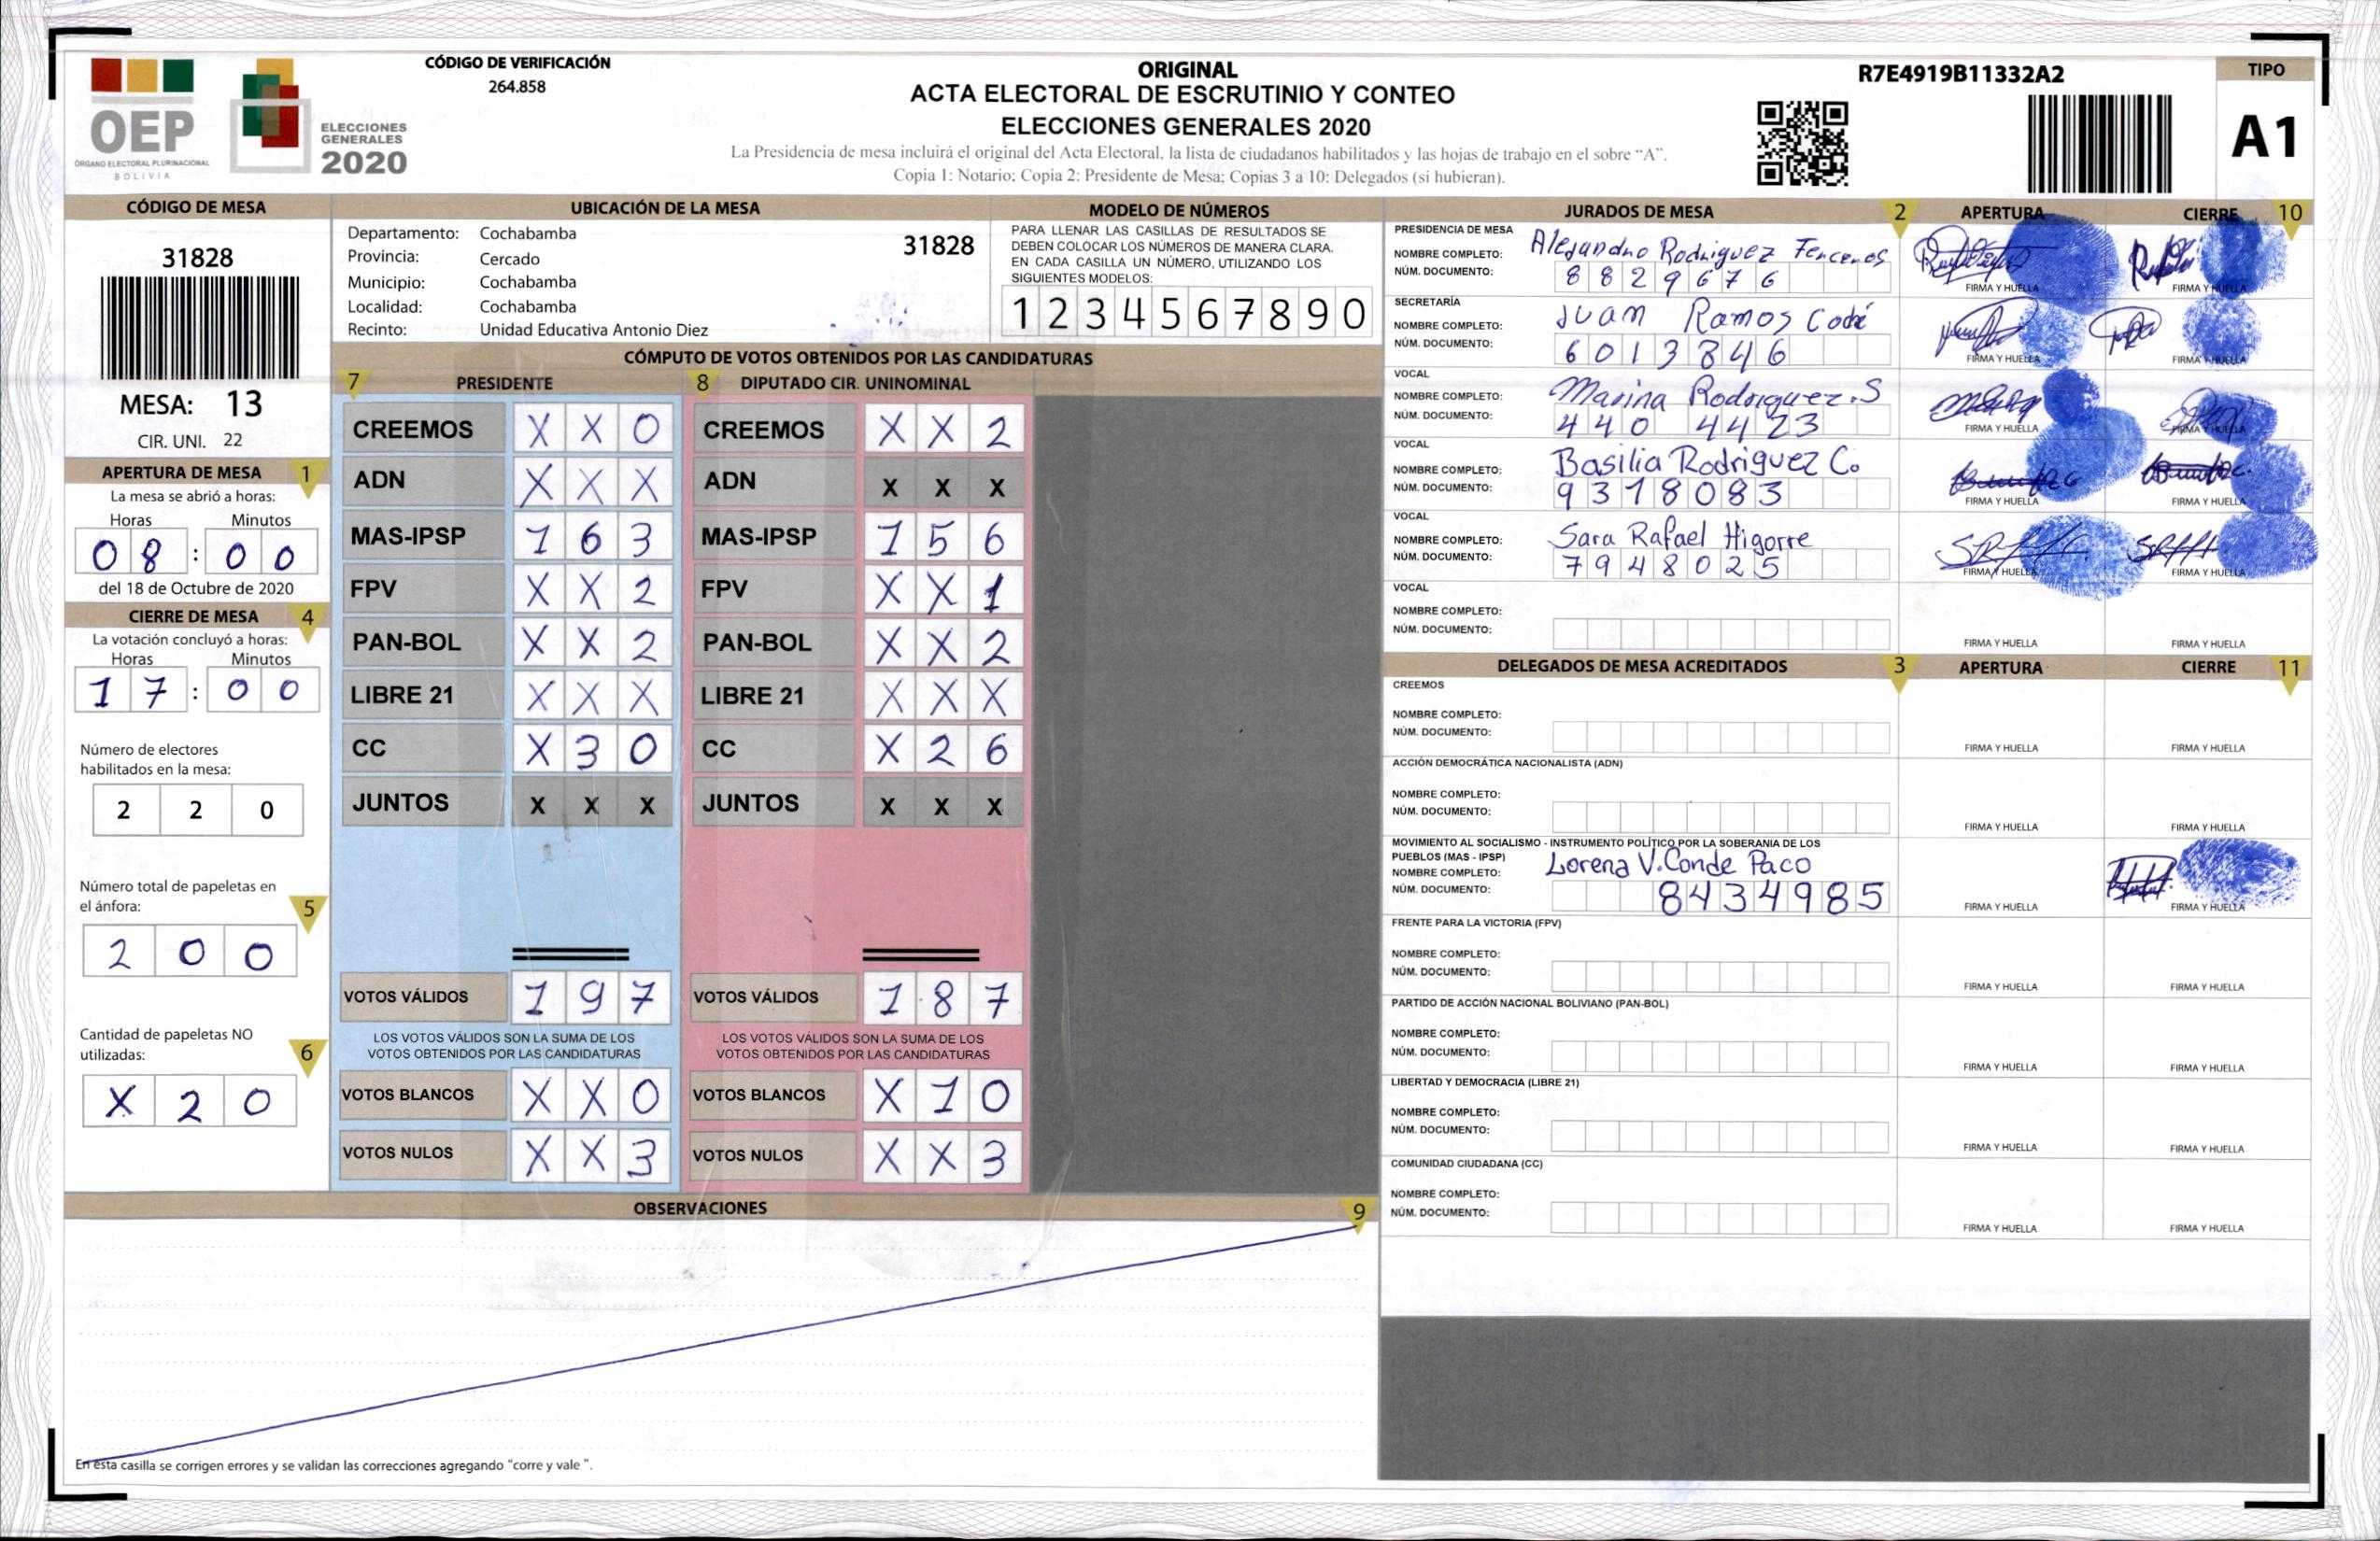 CÓDIGO DE VERIFICACIÓN
264.858
OEP
ÓRGANO ELECTORAL PLURINACIONAL
BOLIVIA
ELECCIONES
GENERALES
2020
ORIGINAL
ACTA ELECTORAL DE ESCRUTINIO Y CONTEO
ELECCIONES GENERALES 2020
La Presidencia de mesa incluirá el original del Acta Electoral, la lista de ciudadanos habilitados y las hojas de trabajo en el sobre “A”.
Copia 1: Notario; Copia 2: Presidente de Mesa; Copias 3 a 10: Delegados (si hubieran).
R7E4919B11332A2
TIPO
A1
CÓDIGO DE MESA
31828
MESA: 13
CIR. UNI. 22
APERTURA DE MESA 1
La mesa se abrió a horas:
Horas Minutos
08 : 00
del 18 de Octubre de 2020
CIERRE DE MESA 4
La votación concluyó a horas:
Horas Minutos
17 : 00
Número de electores
habilitados en la mesa:
2 2 0
Número total de papeletas en
el ánfora: 5
2 0 0
Cantidad de papeletas NO
utilizadas: 6
X 2 0
UBICACIÓN DE LA MESA
Departamento: Cochabamba
31828
Provincia: Cercado
Municipio: Cochabamba
Localidad: Cochabamba
Recinto: Unidad Educativa Antonio Diez
MODELO DE NÚMEROS
PARA LLENAR LAS CASILLAS DE RESULTADOS SE
DEBEN COLOCAR LOS NÚMEROS DE MANERA CLARA.
EN CADA CASILLA UN NÚMERO, UTILIZANDO LOS
SIGUIENTES MODELOS:
1 2 3 4 5 6 7 8 9 0
CÓMPUTO DE VOTOS OBTENIDOS POR LAS CANDIDATURAS
7 PRESIDENTE 8 DIPUTADO CIR. UNINOMINAL
CREEMOS X X 0 CREEMOS X X 2
ADN X X X ADN X X X
MAS-IPSP 1 6 3 MAS-IPSP 1 5 6
FPV X X 2 FPV X X 1
PAN-BOL X X 2 PAN-BOL X X 2
LIBRE 21 X X X LIBRE 21 X X X
CC X 3 0 CC X 2 6
JUNTOS X X X JUNTOS X X X
VOTOS VÁLIDOS 1 9 7 VOTOS VÁLIDOS 1 8 7
LOS VOTOS VÁLIDOS SON LA SUMA DE LOS LOS VOTOS VÁLIDOS SON LA SUMA DE LOS
VOTOS OBTENIDOS POR LAS CANDIDATURAS VOTOS OBTENIDOS POR LAS CANDIDATURAS
VOTOS BLANCOS X X 0 VOTOS BLANCOS X 1 0
VOTOS NULOS X X 3 VOTOS NULOS X X 3
OBSERVACIONES 9
En esta casilla se corrigen errores y se validan las correcciones agregando "corre y vale ".
JURADOS DE MESA 2 APERTURA CIERRE 10
PRESIDENCIA DE MESA
NOMBRE COMPLETO: Alejandro Rodriguez Terceros
NÚM. DOCUMENTO: 8829676
FIRMA Y HUELLA FIRMA Y HUELLA
SECRETARÍA
NOMBRE COMPLETO: Juan Ramos
NÚM. DOCUMENTO: 6013846
FIRMA Y HUELLA FIRMA Y HUELLA
VOCAL
NOMBRE COMPLETO: Marina Rodriguez.S
NÚM. DOCUMENTO: 440 4423
FIRMA Y HUELLA FIRMA Y HUELLA
VOCAL
NOMBRE COMPLETO: Basilia Rodriguez C.
NÚM. DOCUMENTO: 9318083
FIRMA Y HUELLA FIRMA Y HUELLA
VOCAL
NOMBRE COMPLETO: Sara Rafael Higorre
NÚM. DOCUMENTO: 7948025
FIRMA Y HUELLA FIRMA Y HUELLA
VOCAL
NOMBRE COMPLETO:
NÚM. DOCUMENTO:
FIRMA Y HUELLA FIRMA Y HUELLA
DELEGADOS DE MESA ACREDITADOS 3 APERTURA CIERRE 11
CREEMOS
NOMBRE COMPLETO:
NÚM. DOCUMENTO:
FIRMA Y HUELLA FIRMA Y HUELLA
ACCIÓN DEMOCRÁTICA NACIONALISTA (ADN)
NOMBRE COMPLETO:
NÚM. DOCUMENTO:
FIRMA Y HUELLA FIRMA Y HUELLA
MOVIMIENTO AL SOCIALISMO - INSTRUMENTO POLÍTICO POR LA SOBERANIA DE LOS
PUEBLOS (MAS - IPSP)
NOMBRE COMPLETO: Lorena V. Conde Paco
NÚM. DOCUMENTO: 8434985
FIRMA Y HUELLA FIRMA Y HUELLA
FRENTE PARA LA VICTORIA (FPV)
NOMBRE COMPLETO:
NÚM. DOCUMENTO:
FIRMA Y HUELLA FIRMA Y HUELLA
PARTIDO DE ACCIÓN NACIONAL BOLIVIANO (PAN-BOL)
NOMBRE COMPLETO:
NÚM. DOCUMENTO:
FIRMA Y HUELLA FIRMA Y HUELLA
LIBERTAD Y DEMOCRACIA (LIBRE 21)
NOMBRE COMPLETO:
NÚM. DOCUMENTO:
FIRMA Y HUELLA FIRMA Y HUELLA
COMUNIDAD CIUDADANA (CC)
NOMBRE COMPLETO:
NÚM. DOCUMENTO:
FIRMA Y HUELLA FIRMA Y HUELLA